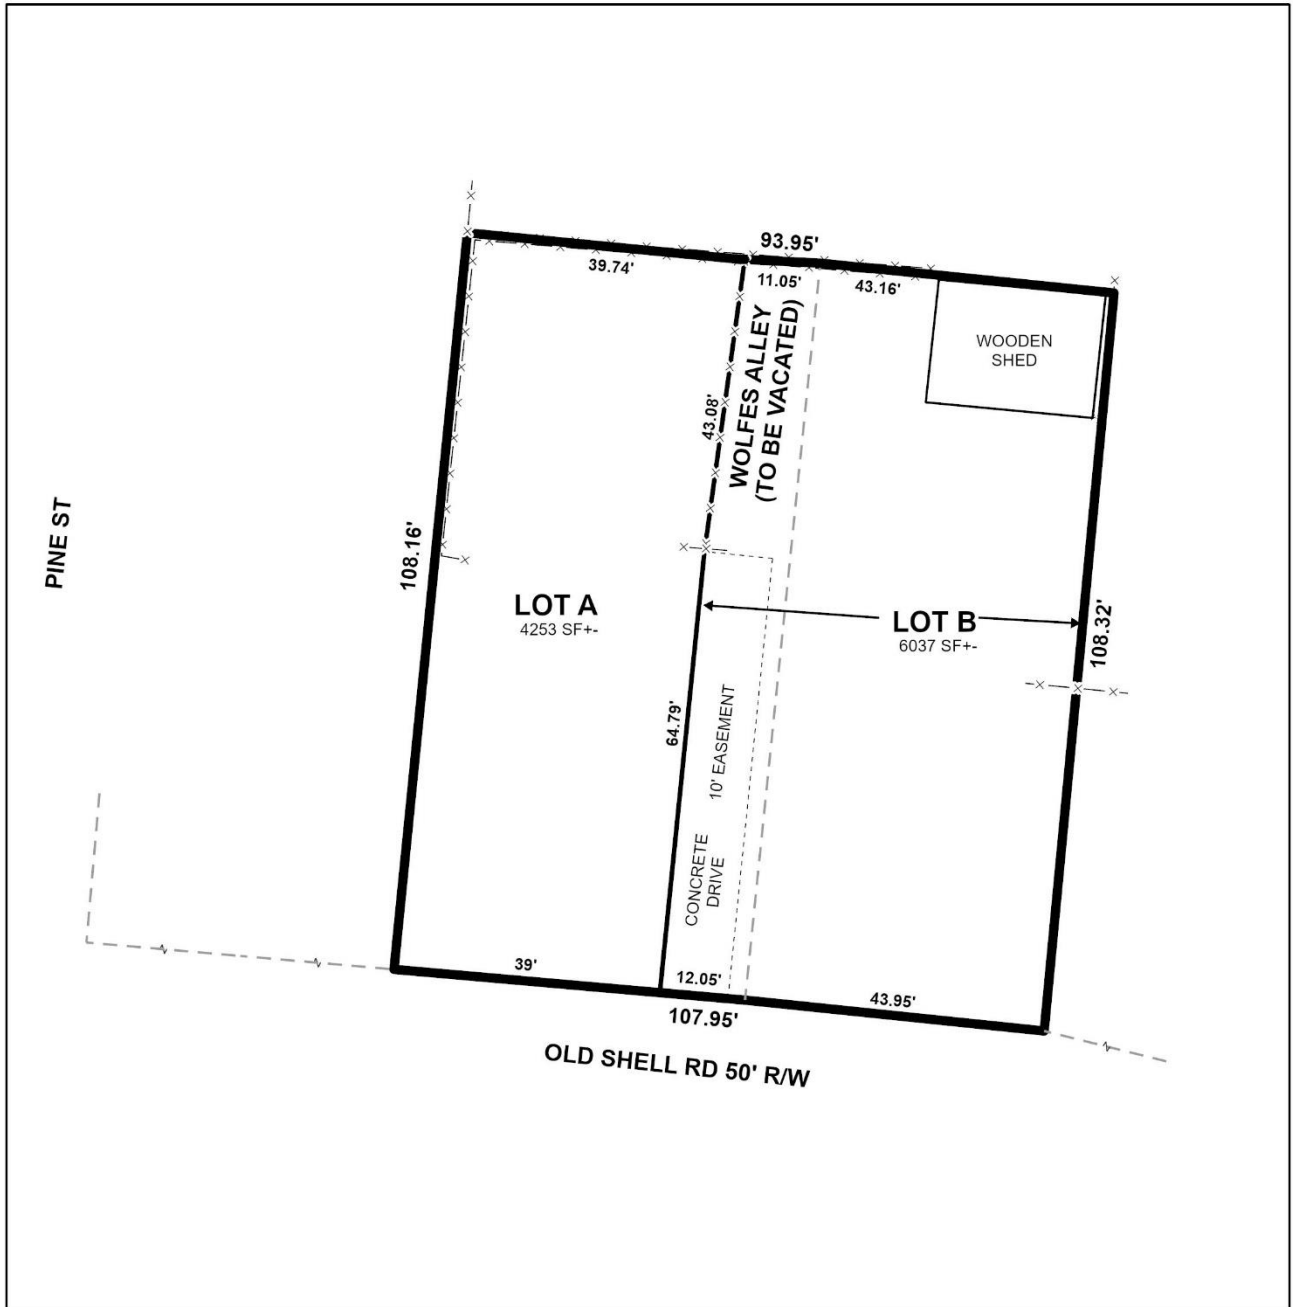 93.95'
39.74'
11.05'
43.16'
WOODEN
SHED
WOLFES ALLEY
(TO BE VACATED)
43.08'
PINE ST
108.16'
LOT A
4253 SF+-
LOT B
6037 SF+-
108.32'
64.79'
10' EASEMENT
CONCRETE
DRIVE
39'
12.05'
43.95'
107.95'
OLD SHELL RD 50' R/W